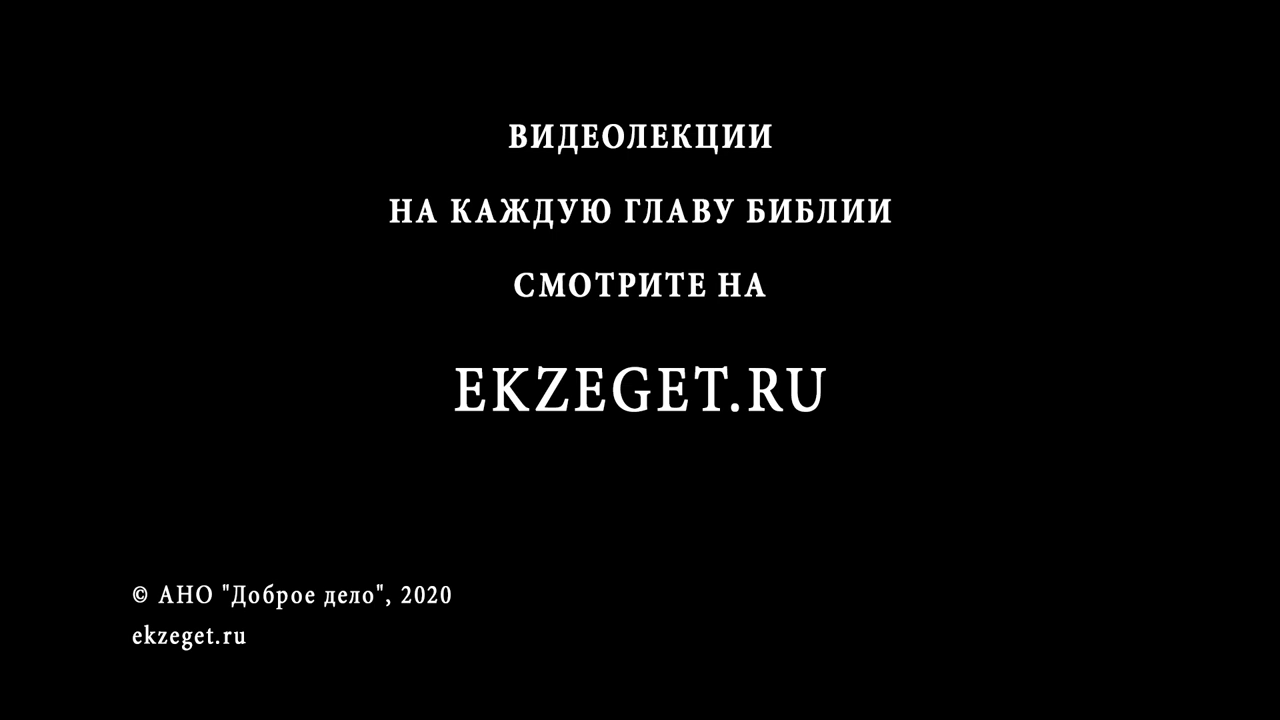 ВИДЕОЛЕКЦИИ
НА КАЖДУЮ ГЛАВУ БИБЛИИ
СМОТРИТЕ НА
EKZEGET.RU
© АНО "Доброе дело", 2020
ekzeget.ru